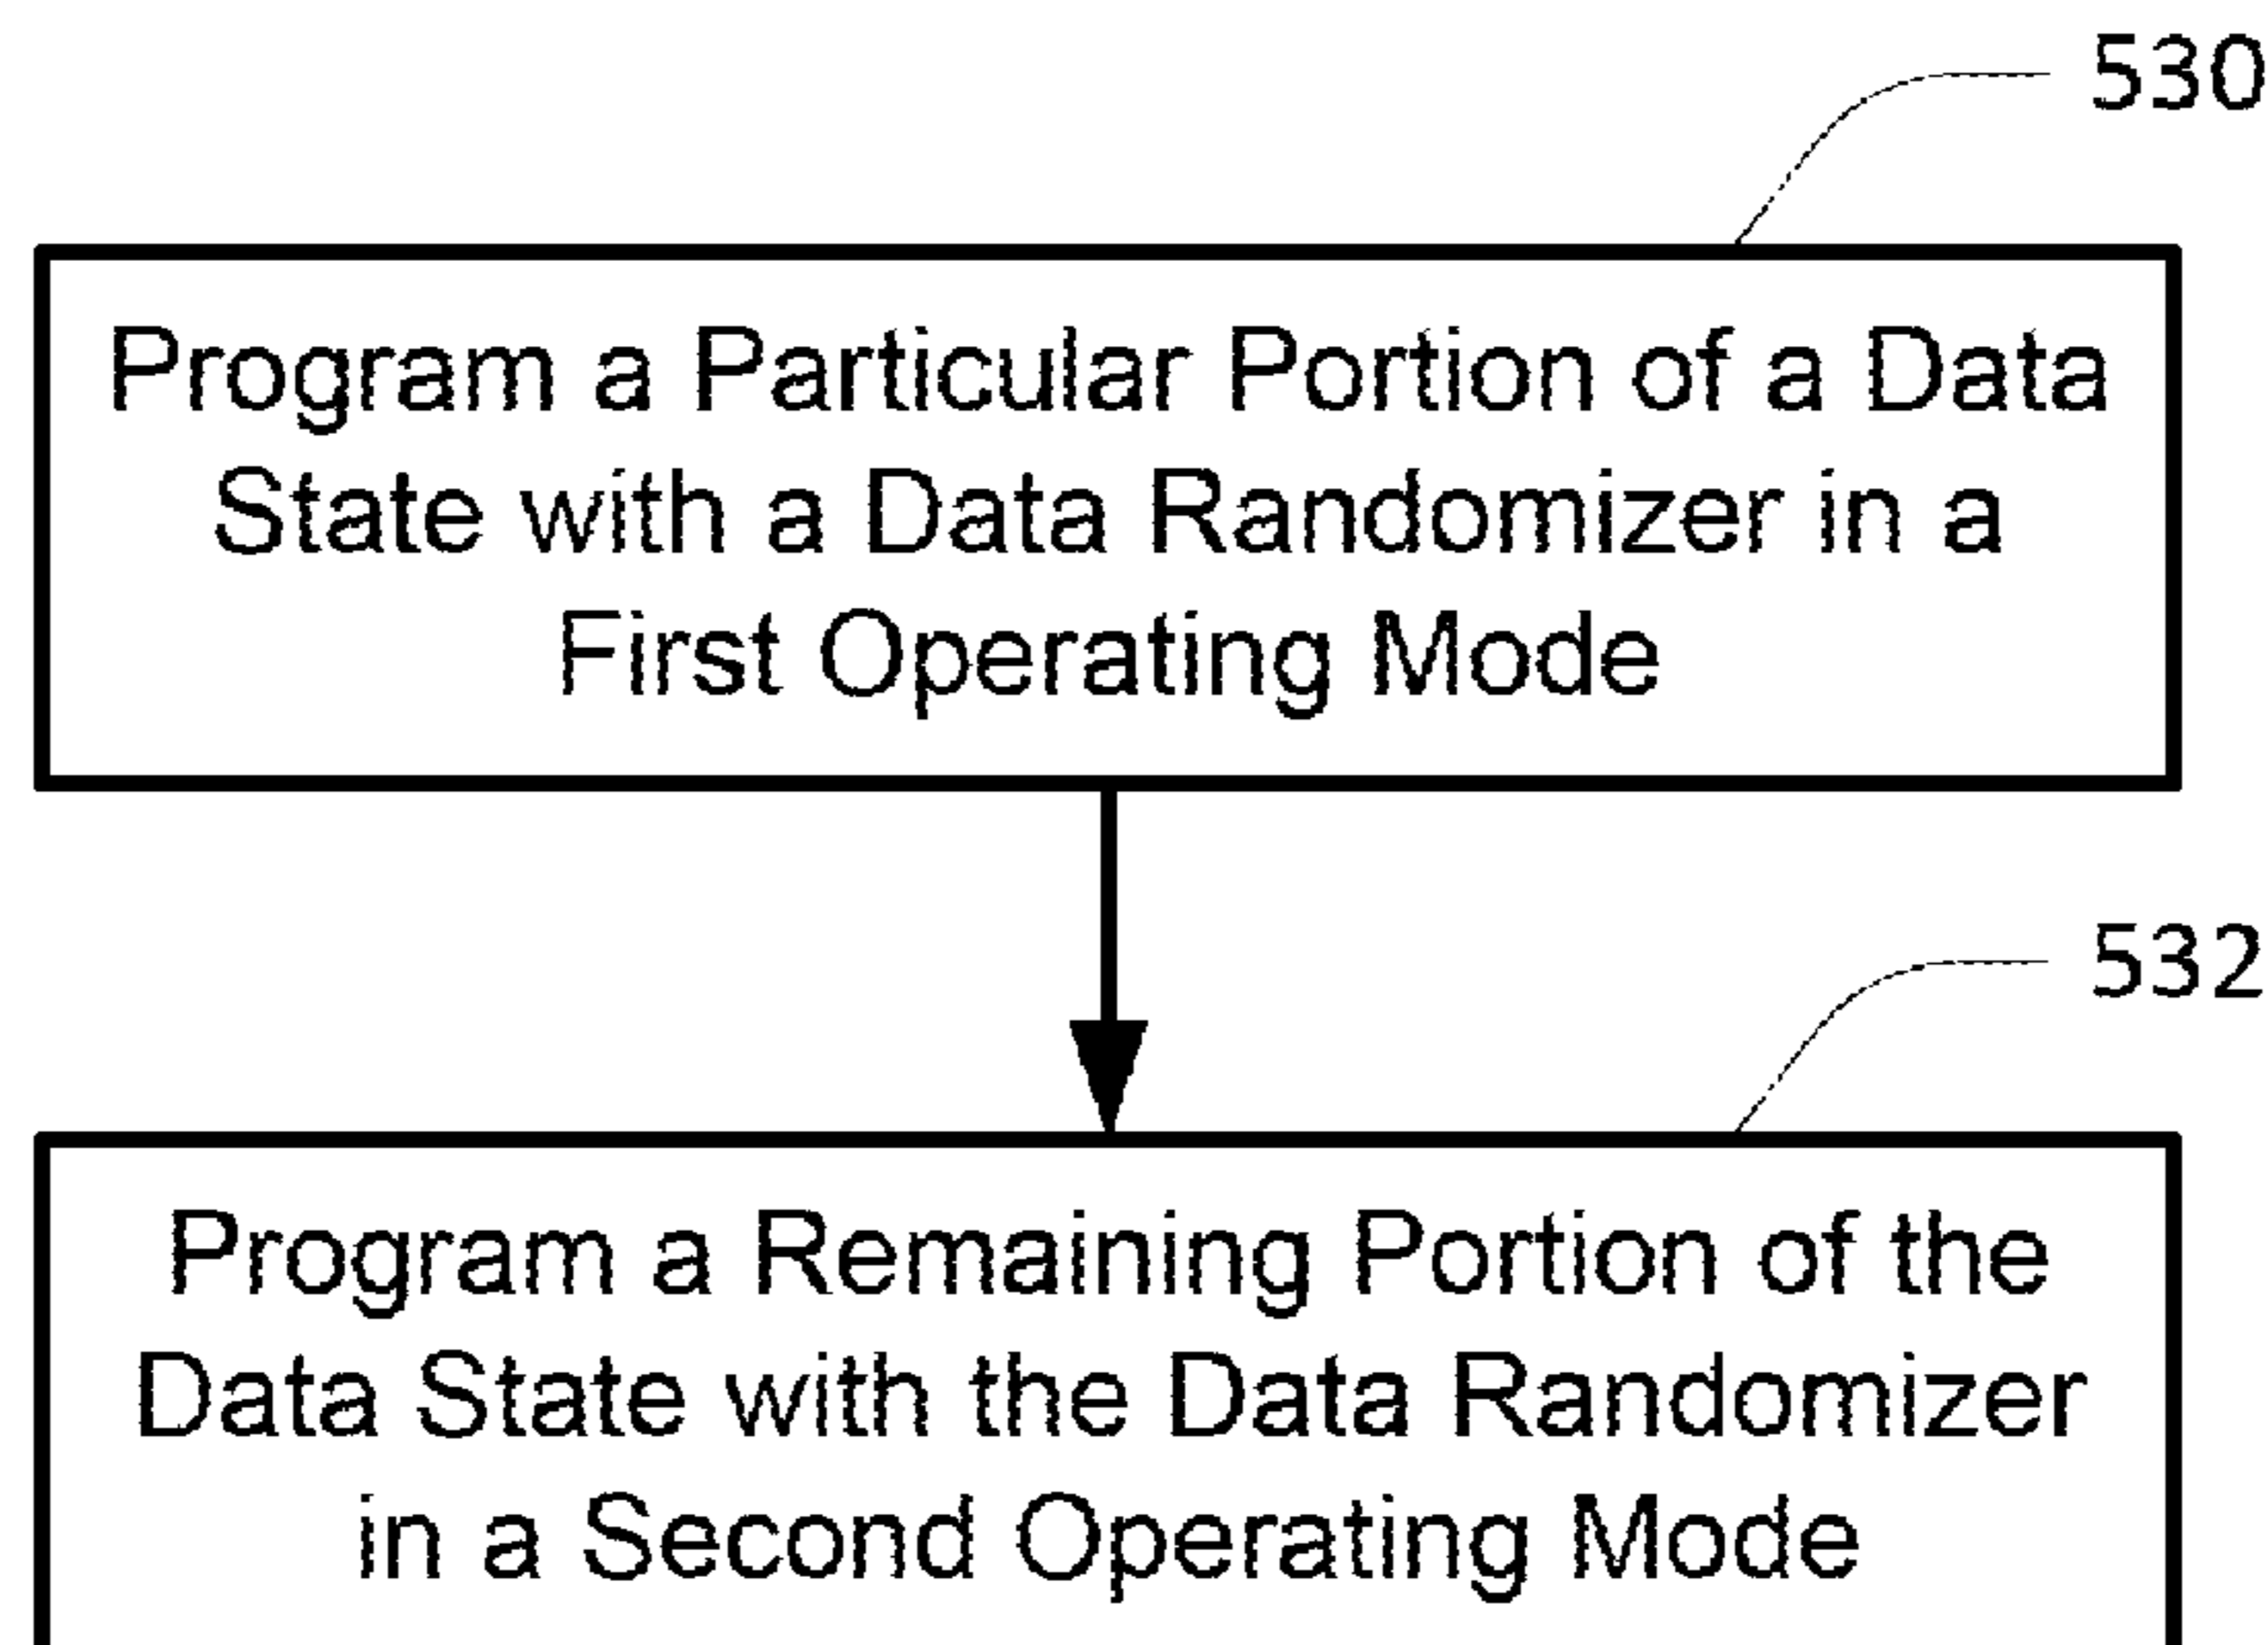 530
Program a Particular Portion of a Data
State with a Data Randomizer in a
First Operating Mode
532
Program a Remaining Portion of the
Data State with the Data Randomizer
in a Second Operating Mode